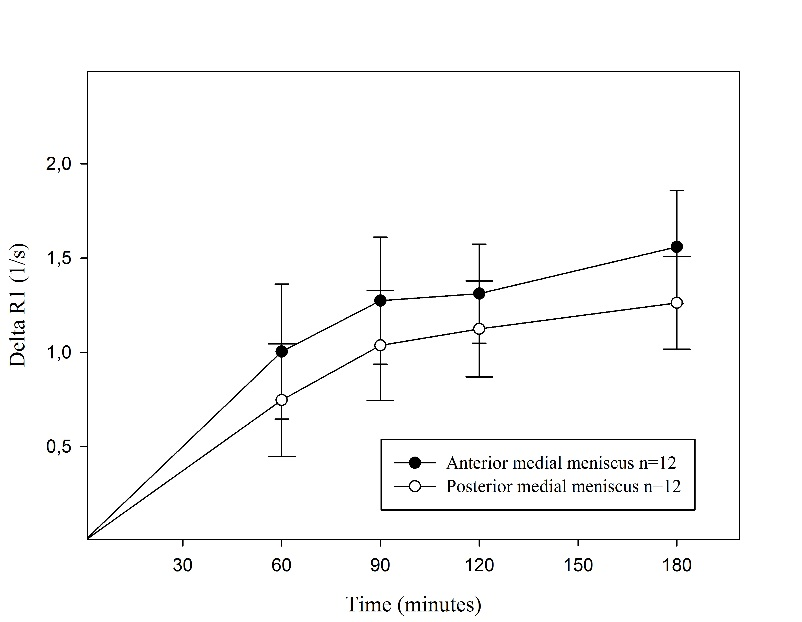 2,0
1,5
1,0
0,5
Delta R1 (1/s)
Anterior medial meniscus n=12
Posterior medial meniscus n=12
30 60 90 120 150 180
Time (minutes)